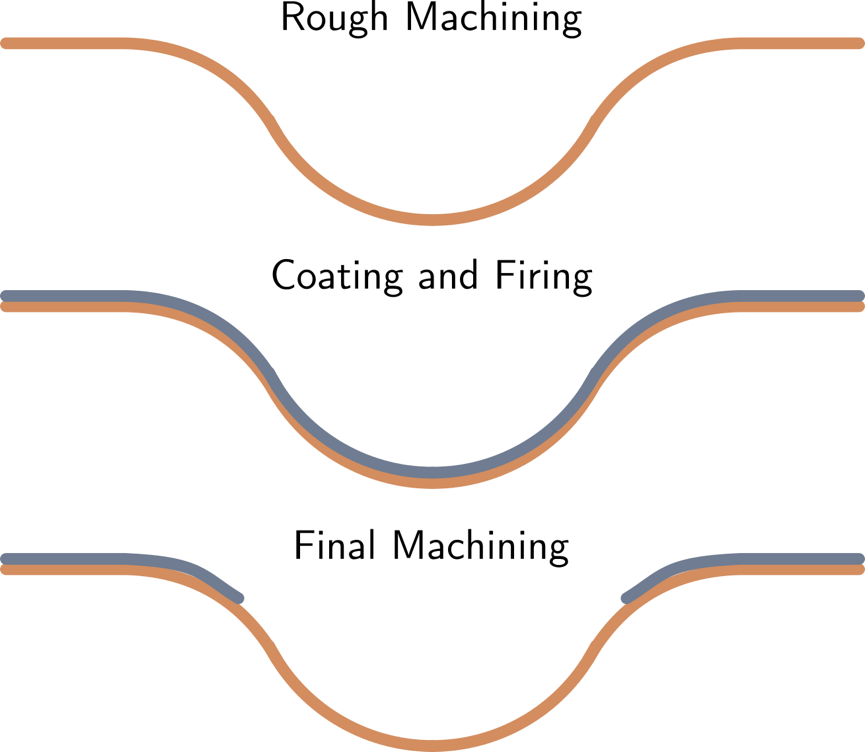 Rough Machining
Coating and Firing
Final Machining